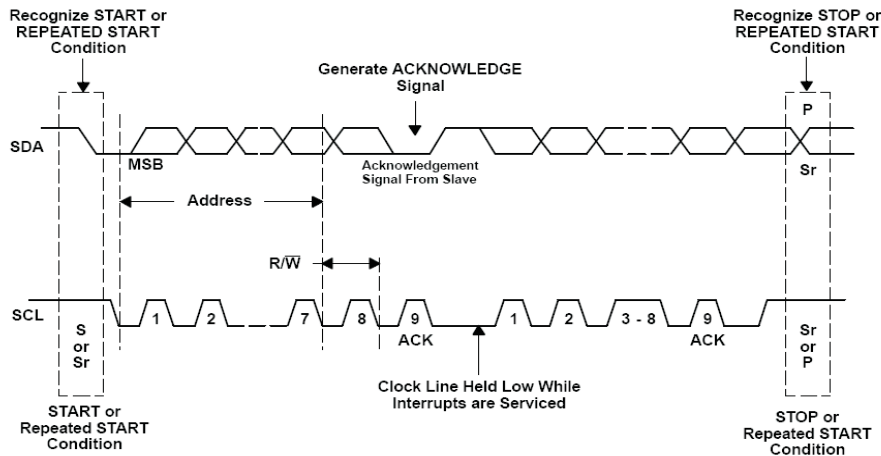 Recognize START or
REPEATED START
Condition
Recognize STOP or
REPEATED START
Condition
Generate ACKNOWLEDGE
Signal
P
SDA
MSB
Acknowledgement
Signal From Slave
Sr
Address
R/W̅
SCL
S
or
Sr
1
2
7
8
9
ACK
1
2
3 - 8
9
ACK
Sr
or
P
Clock Line Held Low While
Interrupts are Serviced
START or
Repeated START
Condition
STOP or
Repeated START
Condition